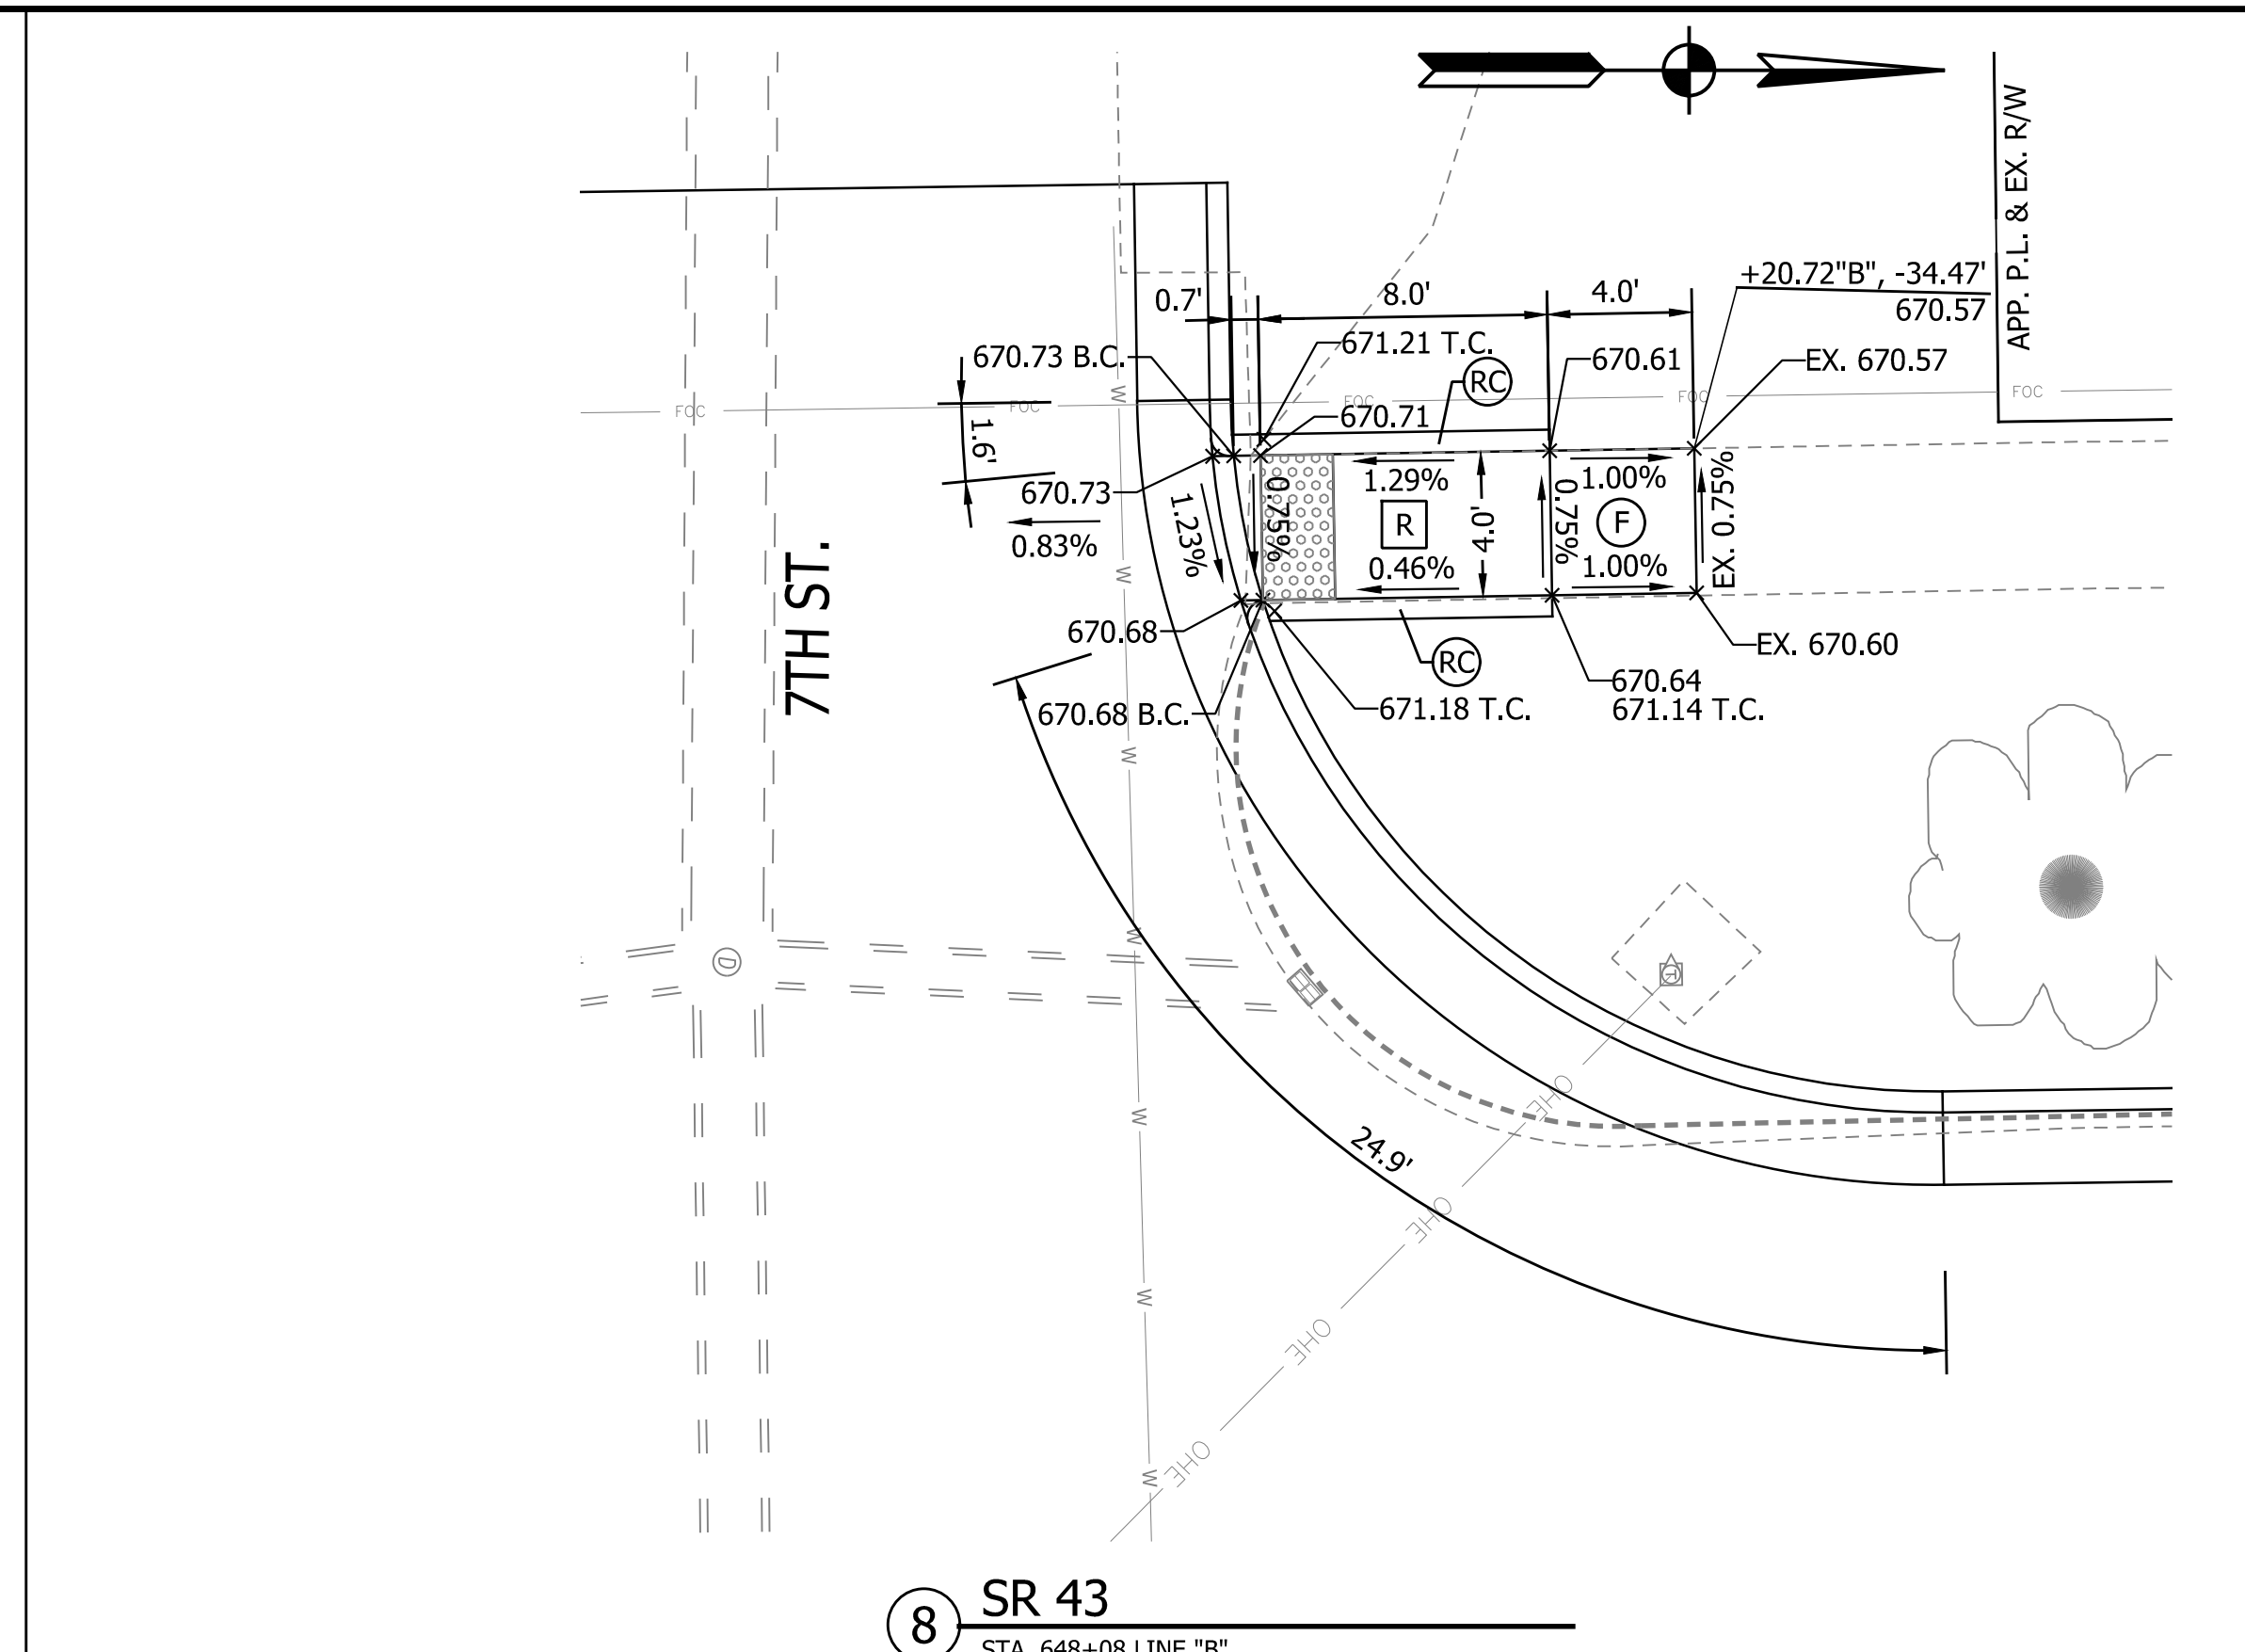 APP. P.L. & EX. R/W
+20.72"B", -34.47'
670.57
0.7'
8.0'
4.0'
670.73 B.C.
671.21 T.C.
670.61
EX. 670.57
RC
W
FOC
FOC
FOC
FOC
FOC
670.71
1.6'
670.73
0.83%
1.23%
0.75%
1.29%
R
0.46%
4.0'
0.75%
1.00%
F
1.00%
EX. 0.75%
W
7TH ST.
670.68
RC
EX. 670.60
670.68 B.C.
671.18 T.C.
670.64
671.14 T.C.
W
W
D
T
OHE
W
24.9'
OHE
W
OHE
OHE
W
8
SR 43
STA. 648+08 LINE "B"